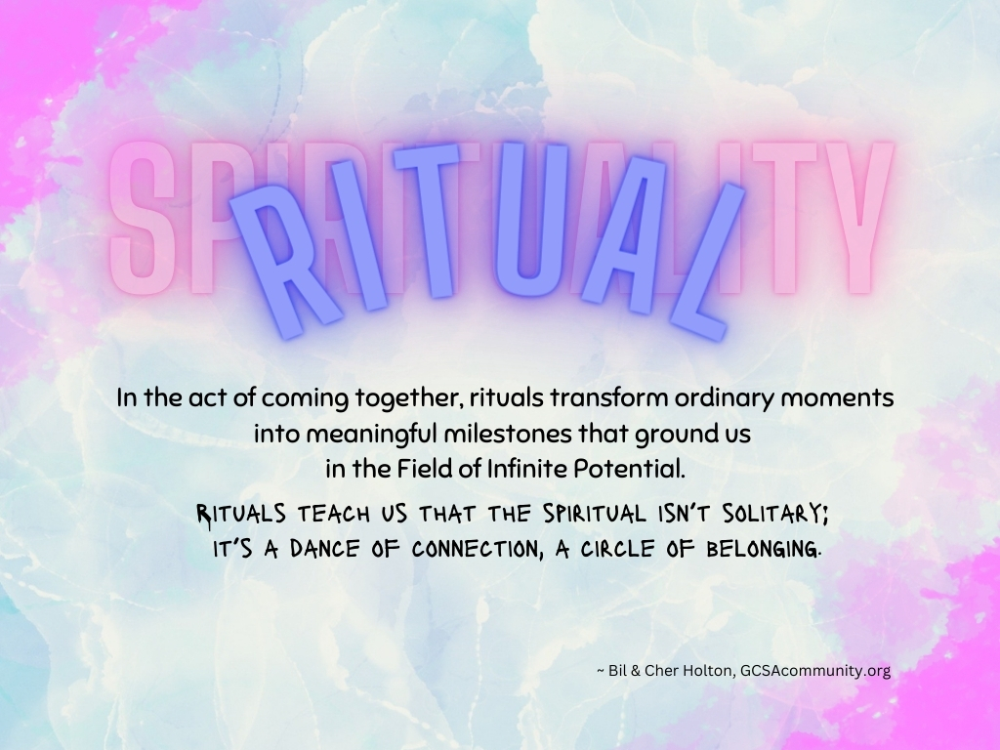 SPIRITUALITY
RITUAL
In the act of coming together, rituals transform ordinary moments
into meaningful milestones that ground us
in the Field of Infinite Potential.
RITUALS TEACH US THAT THE SPIRITUAL ISN'T SOLITARY;
IT'S A DANCE OF CONNECTION, A CIRCLE OF BELONGING.
~ Bil & Cher Holton, GCSAcommunity.org